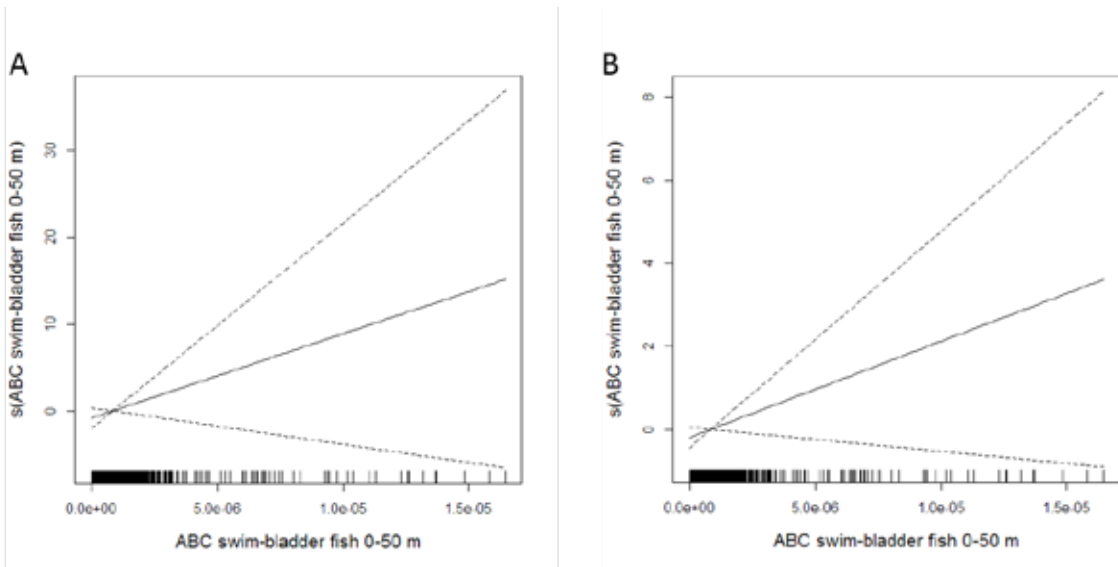 A
s(ABC swim-bladder fish 0-50 m)
30
20
10
0
0.0e+00 5.0e-06 1.0e-05 1.5e-05
ABC swim-bladder fish 0-50 m
B
s(ABC swim-bladder fish 0-50 m)
8
6
4
2
0
0.0e+00 5.0e-06 1.0e-05 1.5e-05
ABC swim-bladder fish 0-50 m